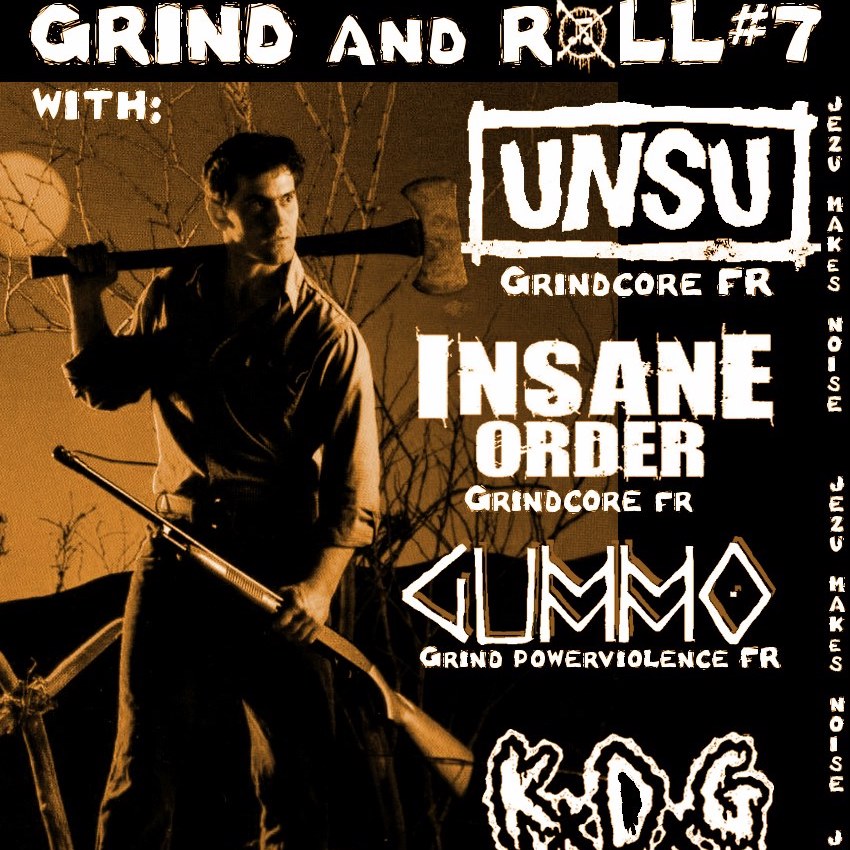 GRIND AND ROLL #7
WITH:
UNSU
GRINDCORE FR
INSANE
ORDER
GRINDCORE FR
GUMMO
GRIND POWERVIOLENCE FR
KxDxG
JEZU MAKES NOISE
JEZU MAKES NOISE
J